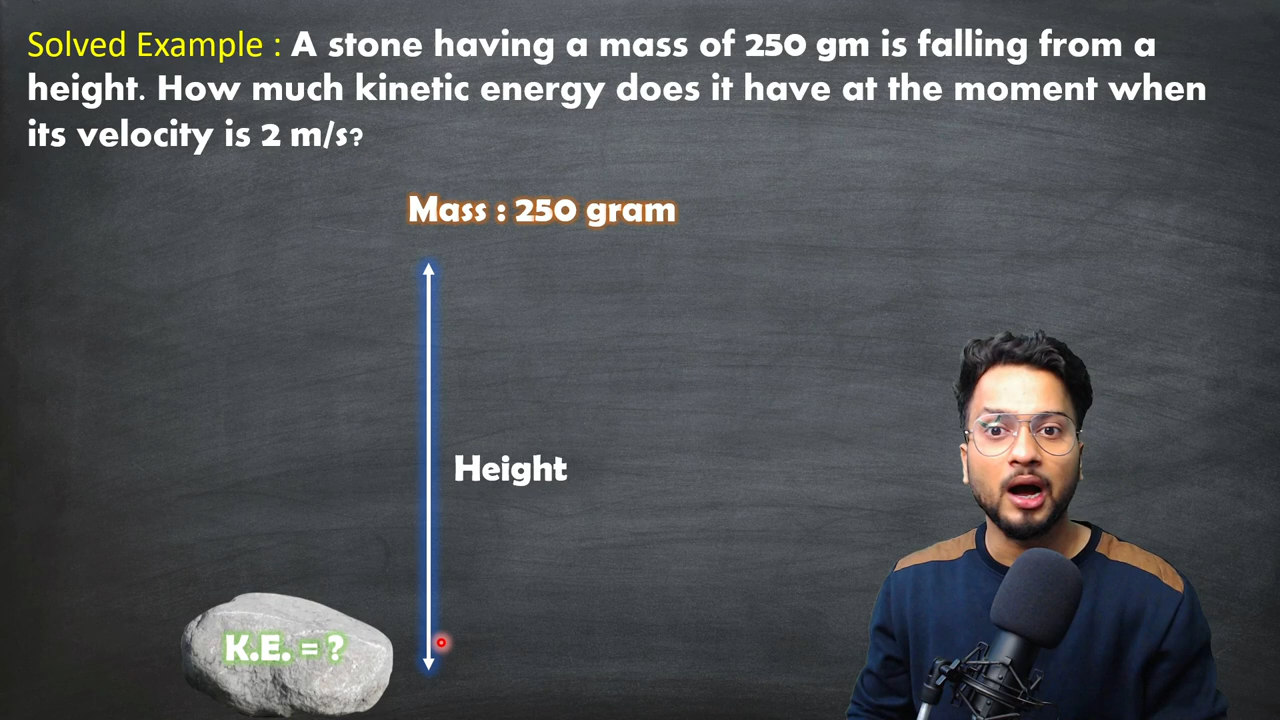 Solved Example : A stone having a mass of 250 gm is falling from a
height. How much kinetic energy does it have at the moment when
its velocity is 2 m/s?
Mass : 250 gram
Height
K.E. = ?